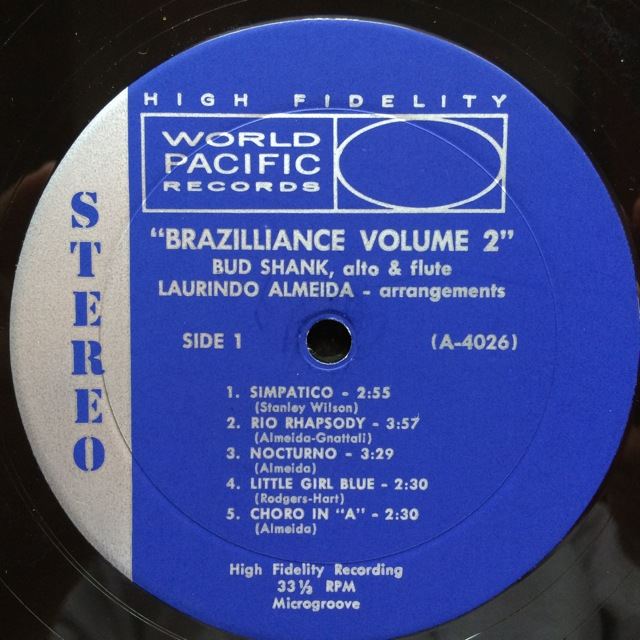 HIGH FIDELITY
WORLD
PACIFIC
RECORDS
STEREO
"BRAZILLIANCE VOLUME 2"
BUD SHANK, alto & flute
LAURINDO ALMEIDA - arrangements
SIDE 1 (A-4026)
1. SIMPATICO - 2:55
(Stanley Wilson)
2. RIO RHAPSODY - 3:57
(Almeida-Gnattali)
3. NOCTURNO - 3:29
(Almeida)
4. LITTLE GIRL BLUE - 2:30
(Rodgers-Hart)
5. CHORO IN "A" - 2:30
(Almeida)
High Fidelity Recording
33⅓ RPM
Microgroove